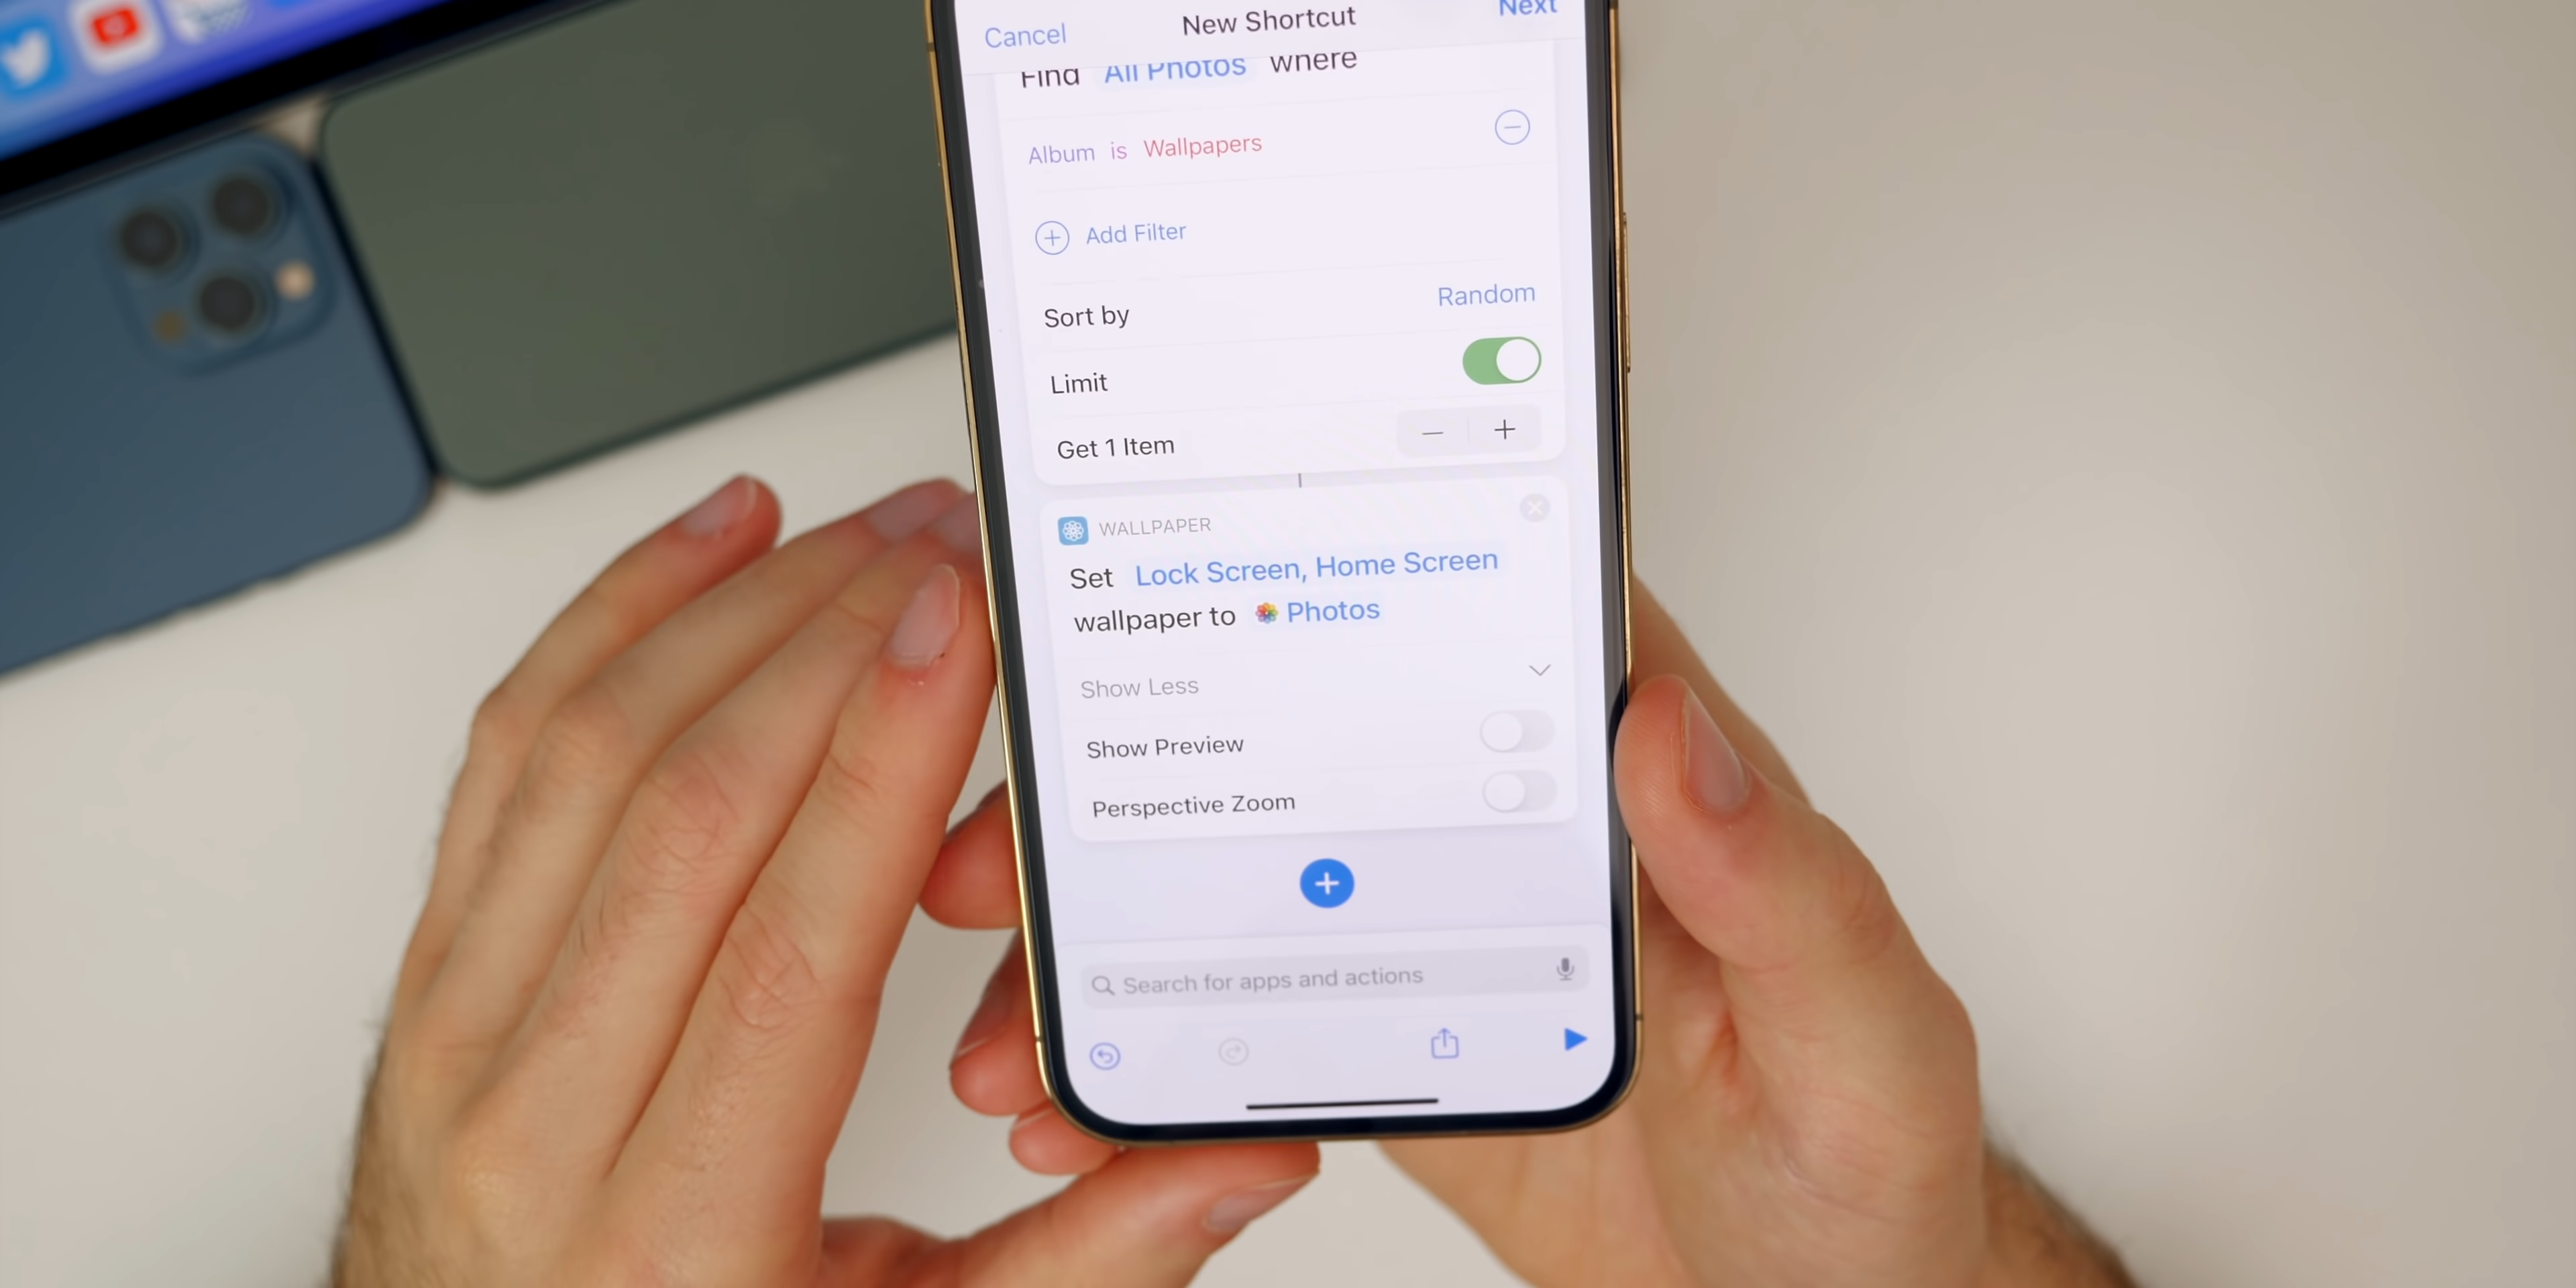 Cancel New Shortcut Next
Find All Photos where
Album is Wallpapers
Add Filter
Sort by Random
Limit
Get 1 Item
WALLPAPER
Set Lock Screen, Home Screen
wallpaper to Photos
Show Less
Show Preview
Perspective Zoom
Search for apps and actions